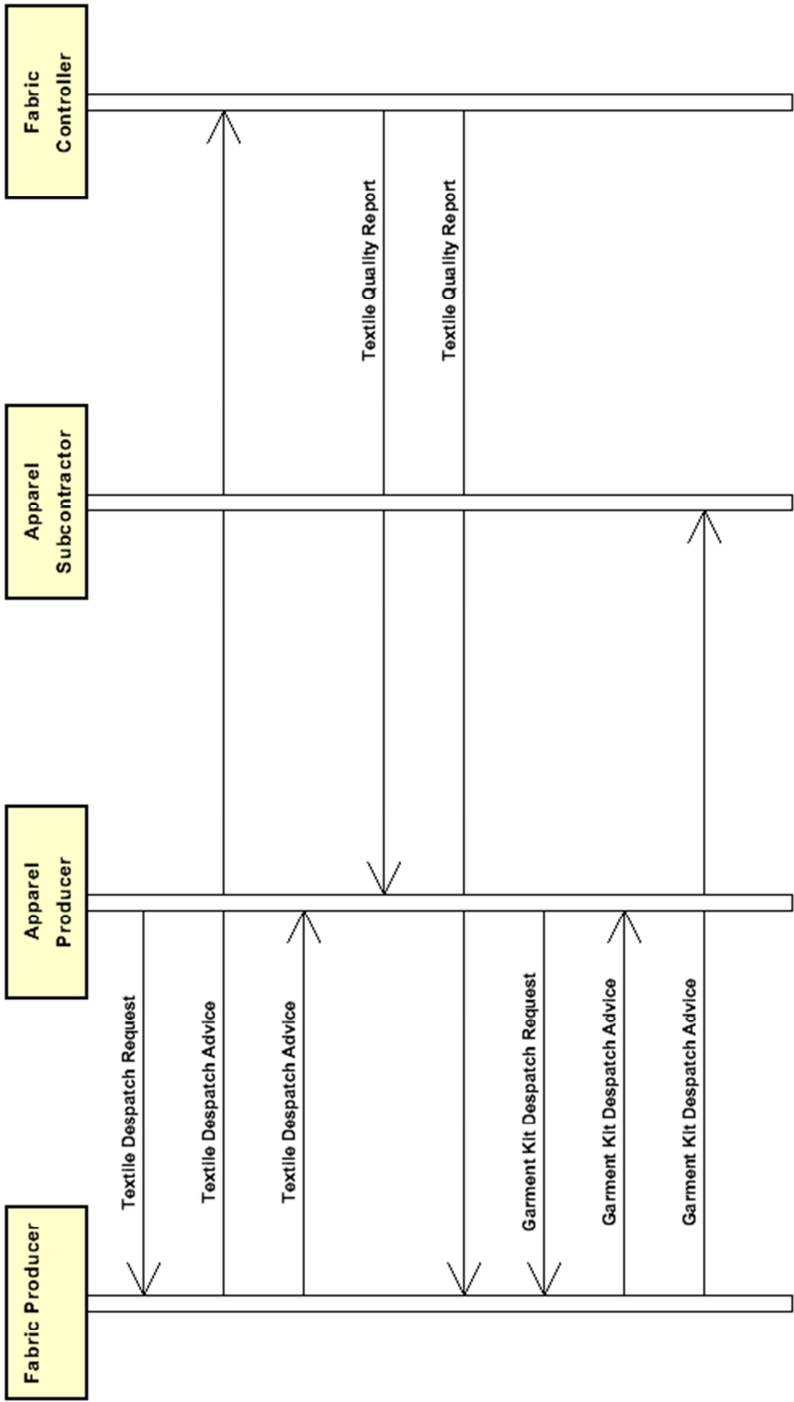 Fabric Producer
Apparel
Producer
Apparel
Subcontractor
Fabric
Controller
Textile Despatch Request
Textile Despatch Advice
Textile Despatch Advice
Textile Quality Report
Textile Quality Report
Garment Kit Despatch Request
Garment Kit Despatch Advice
Garment Kit Despatch Advice